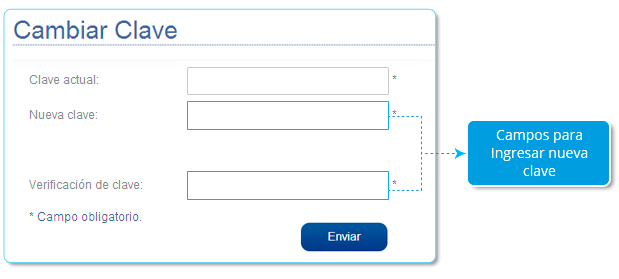 Cambiar Clave
Clave actual: *
Nueva clave: *
Verificación de clave: *
* Campo obligatorio.
Enviar
Campos para
Ingresar nueva
clave